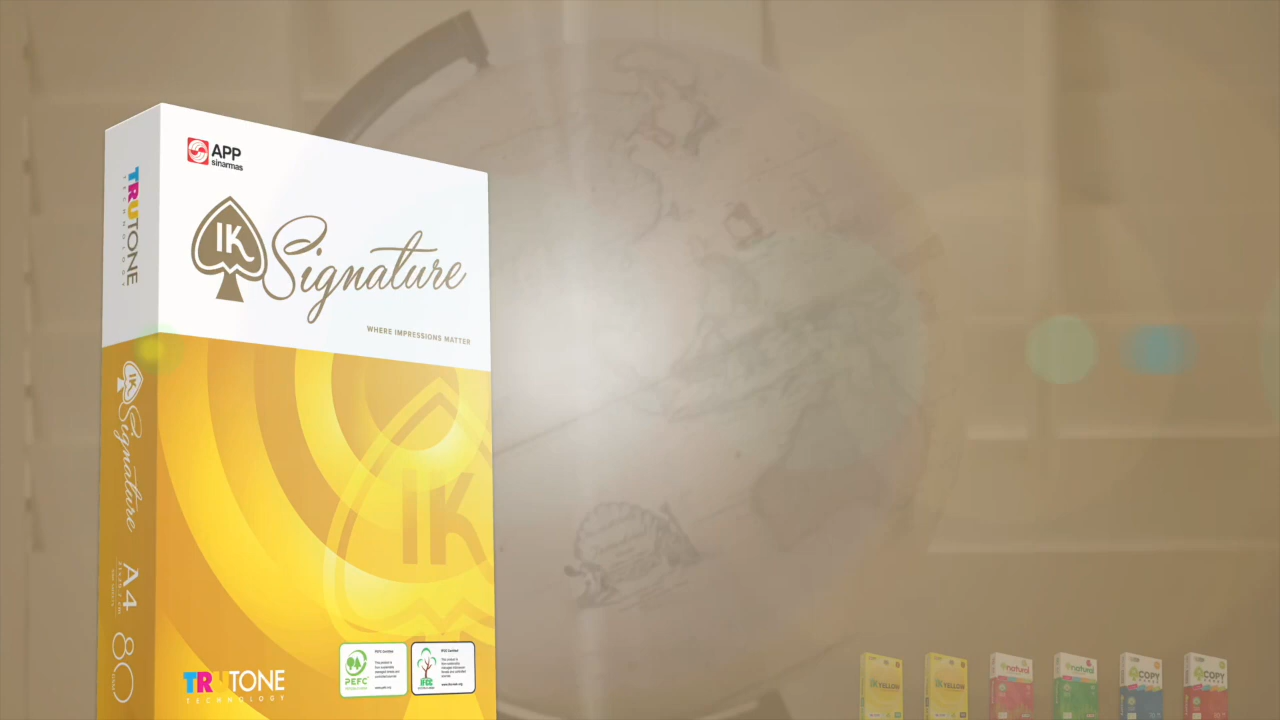 APP
sinarmas
IK Signature
WHERE IMPRESSIONS MATTER
TRUTONE
TECHNOLOGY
IK Signature
A4
80
IK
TRUTONE
TECHNOLOGY
PEFC
IFCC
IK YELLOW
IK YELLOW
natural
natural
COPY
COPY